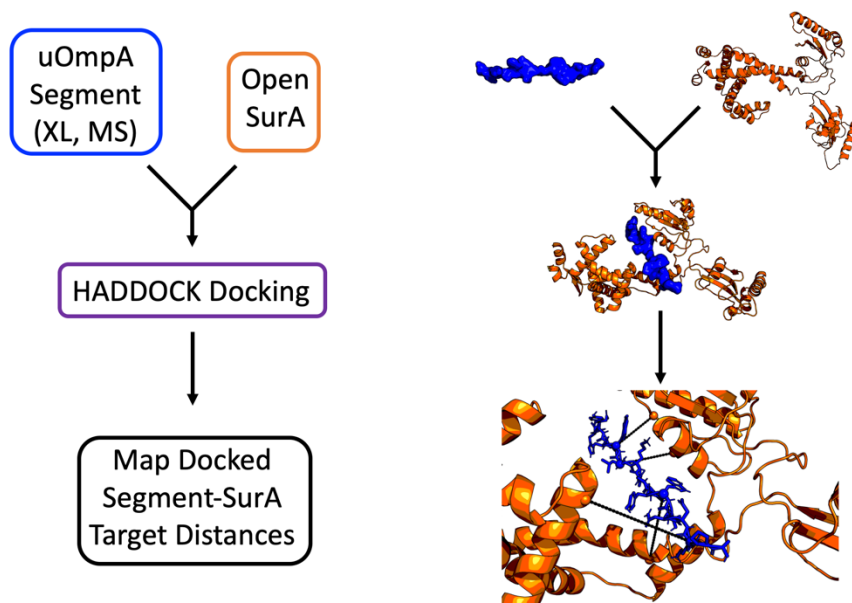 uOmpA
Segment
(XL, MS)
Open
SurA
HADDOCK Docking
Map Docked
Segment-SurA
Target Distances